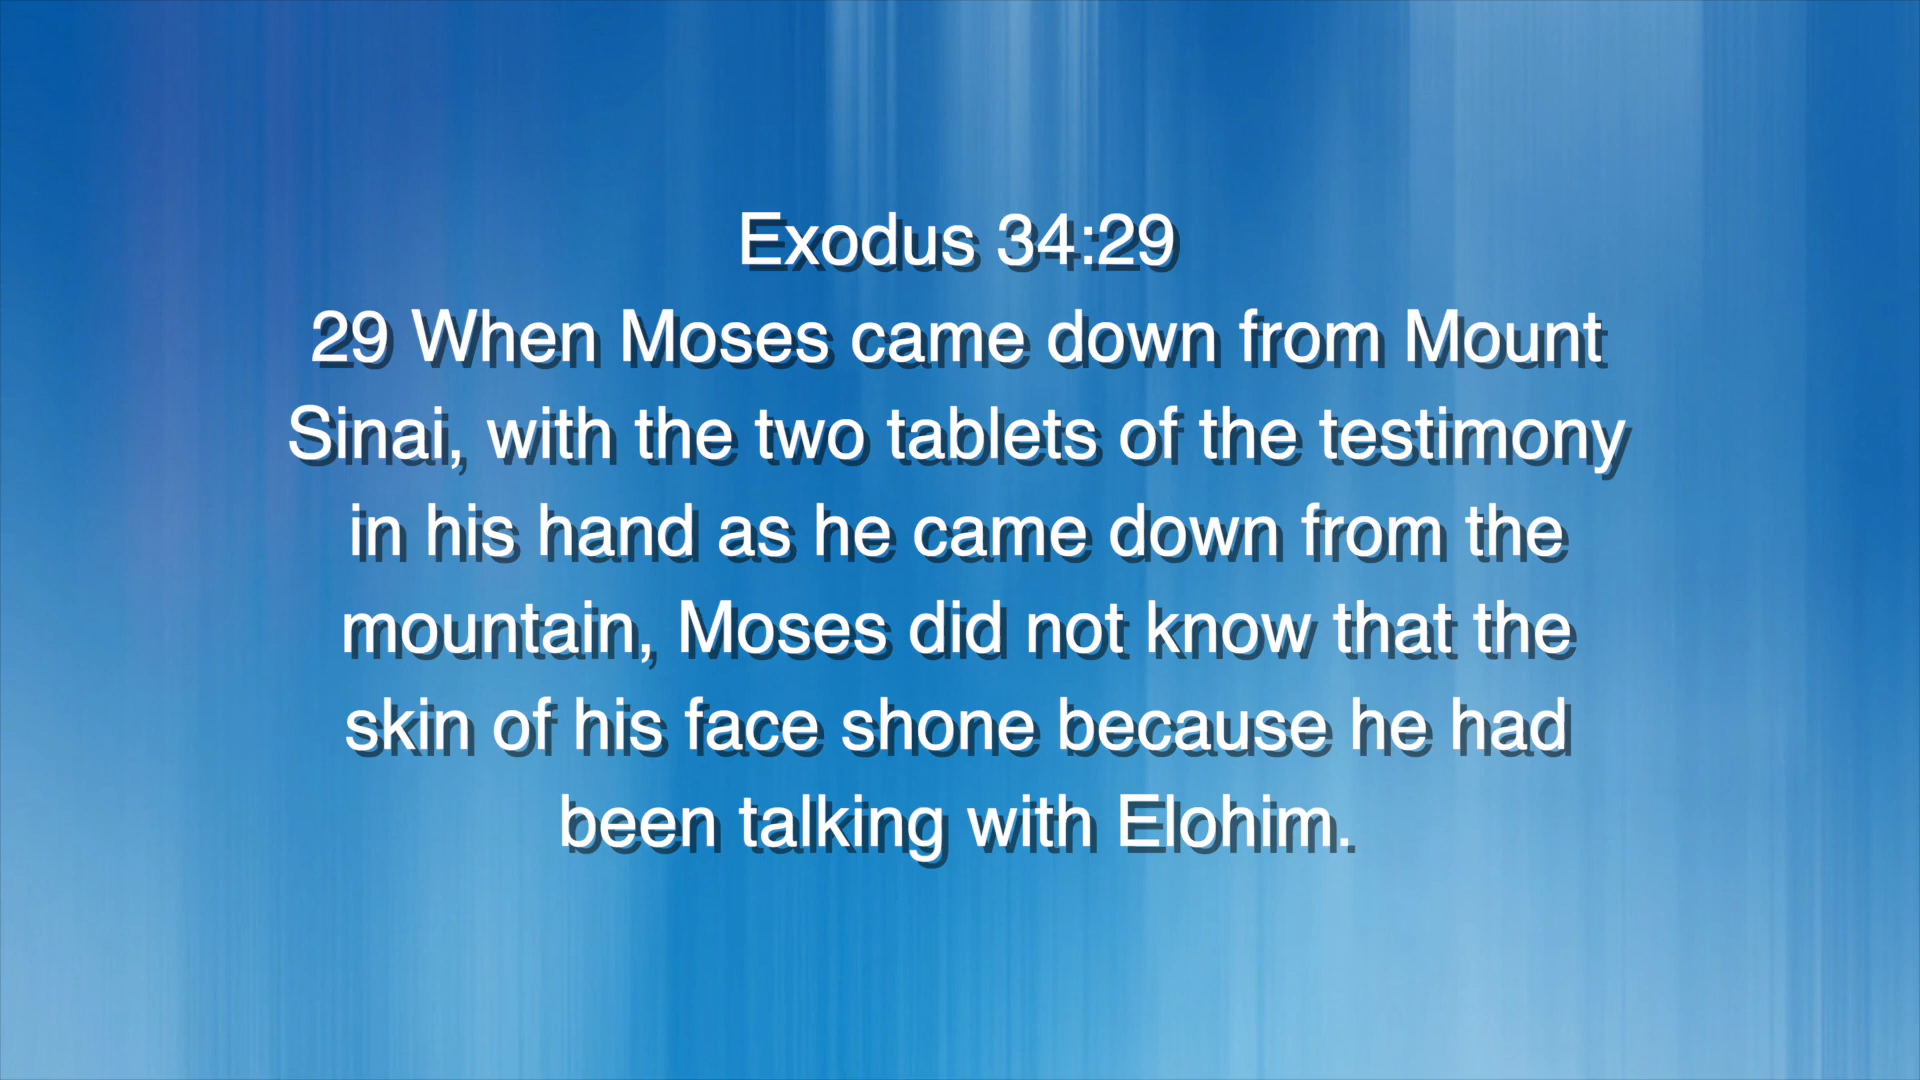 Exodus 34:29
29 When Moses came down from Mount
Sinai, with the two tablets of the testimony
in his hand as he came down from the
mountain, Moses did not know that the
skin of his face shone because he had
been talking with Elohim.